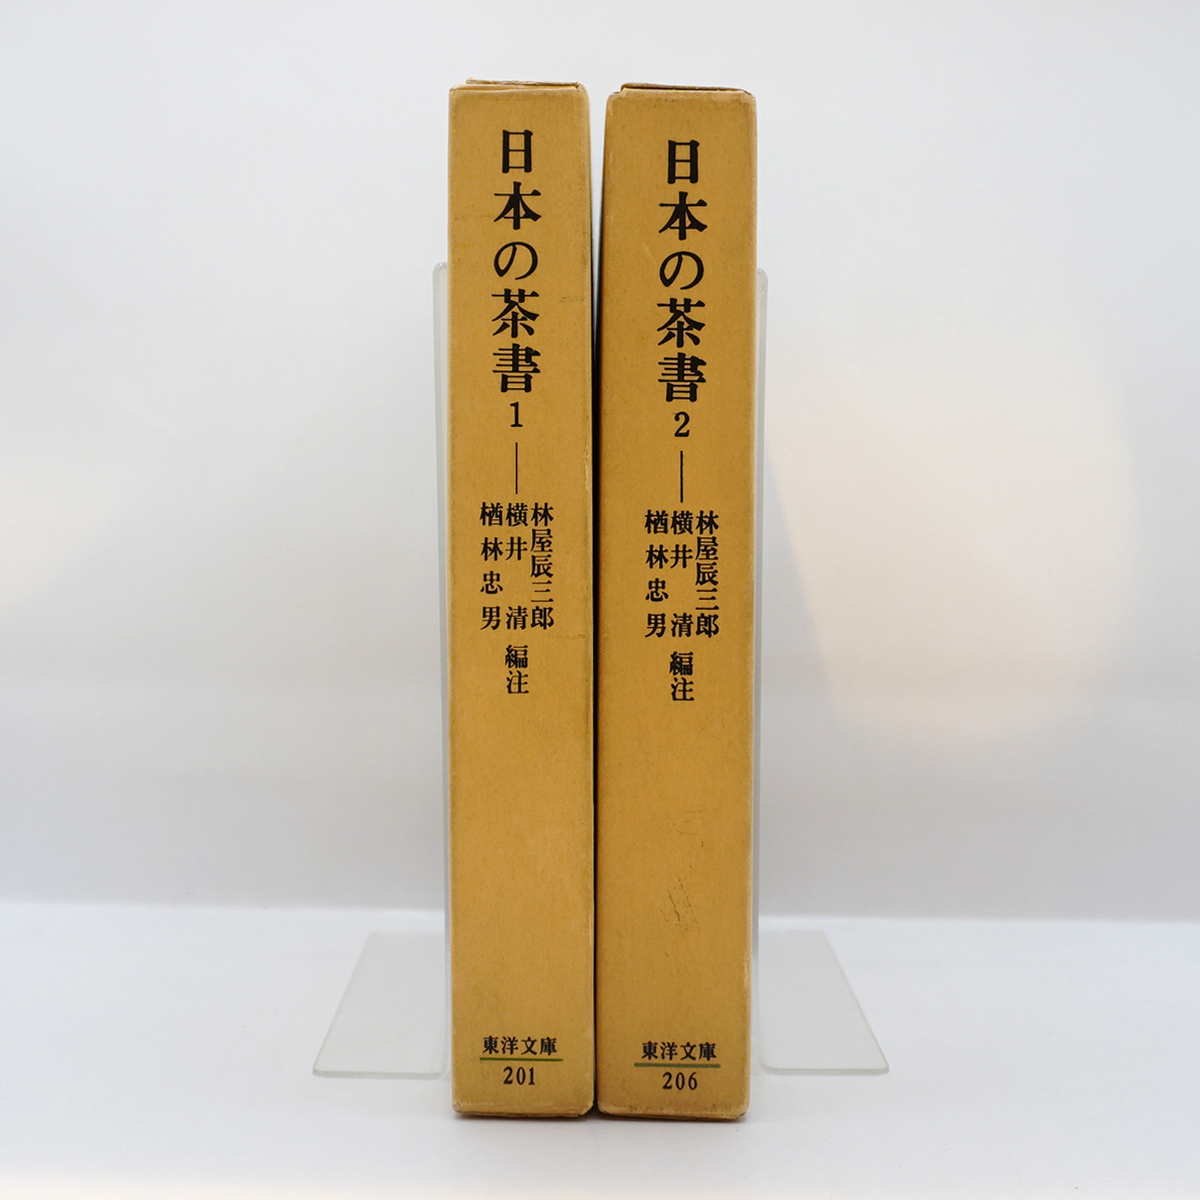 日本の茶書 1
林屋辰三郎
横井 清
楢林忠男
編注
東洋文庫
201
日本の茶書 2
林屋辰三郎
横井 清
楢林忠男
編注
東洋文庫
206